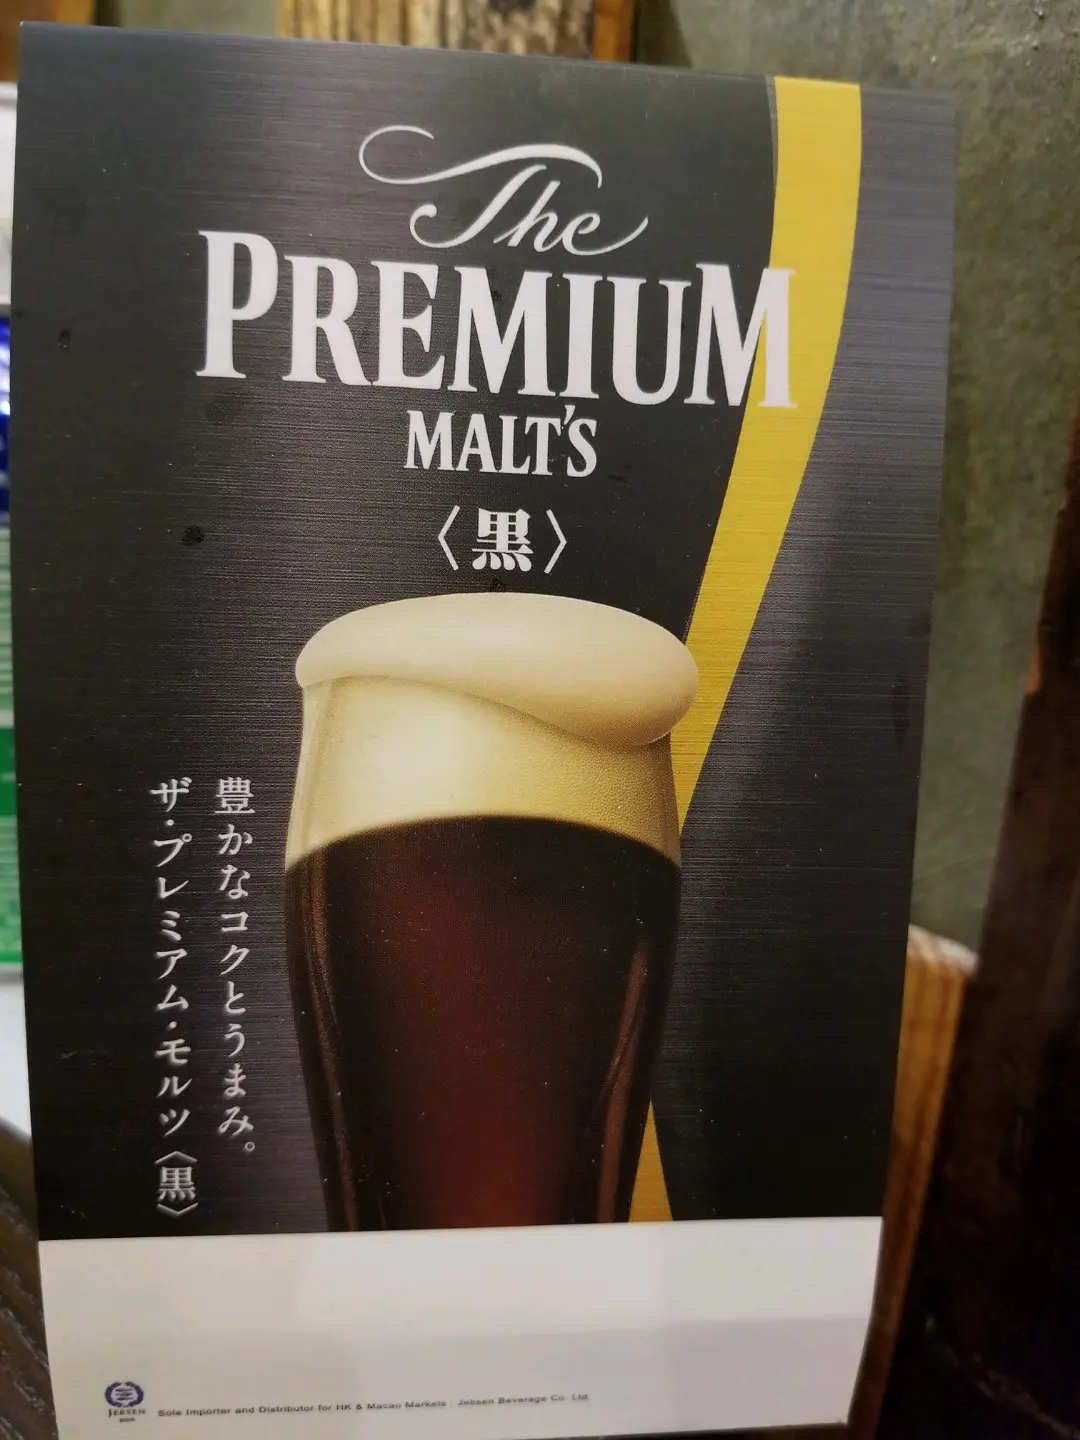 The
PREMIUM
MALT'S
〈黒〉
豊かなコクとうまみ。
ザ・プレミアム・モルツ〈黒〉
JEBSEN
Sole Importer and Distributor for HK & Macao Markets : Jebsen Beverage Co. Ltd.